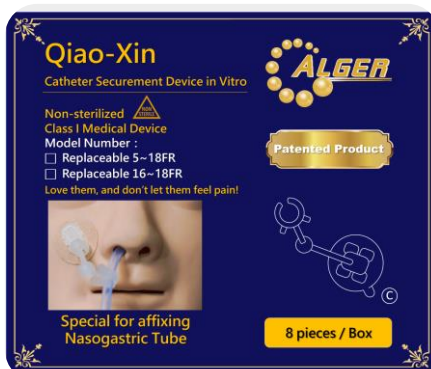 Qiao-Xin
Catheter Securement Device in Vitro
Non-sterilized
NON
STERILE
Class I Medical Device
Model Number :
Replaceable 5~18FR
Replaceable 16~18FR
Love them, and don't let them feel pain!
Special for affixing
Nasogastric Tube
ALGER
Patented Product
C
8 pieces / Box